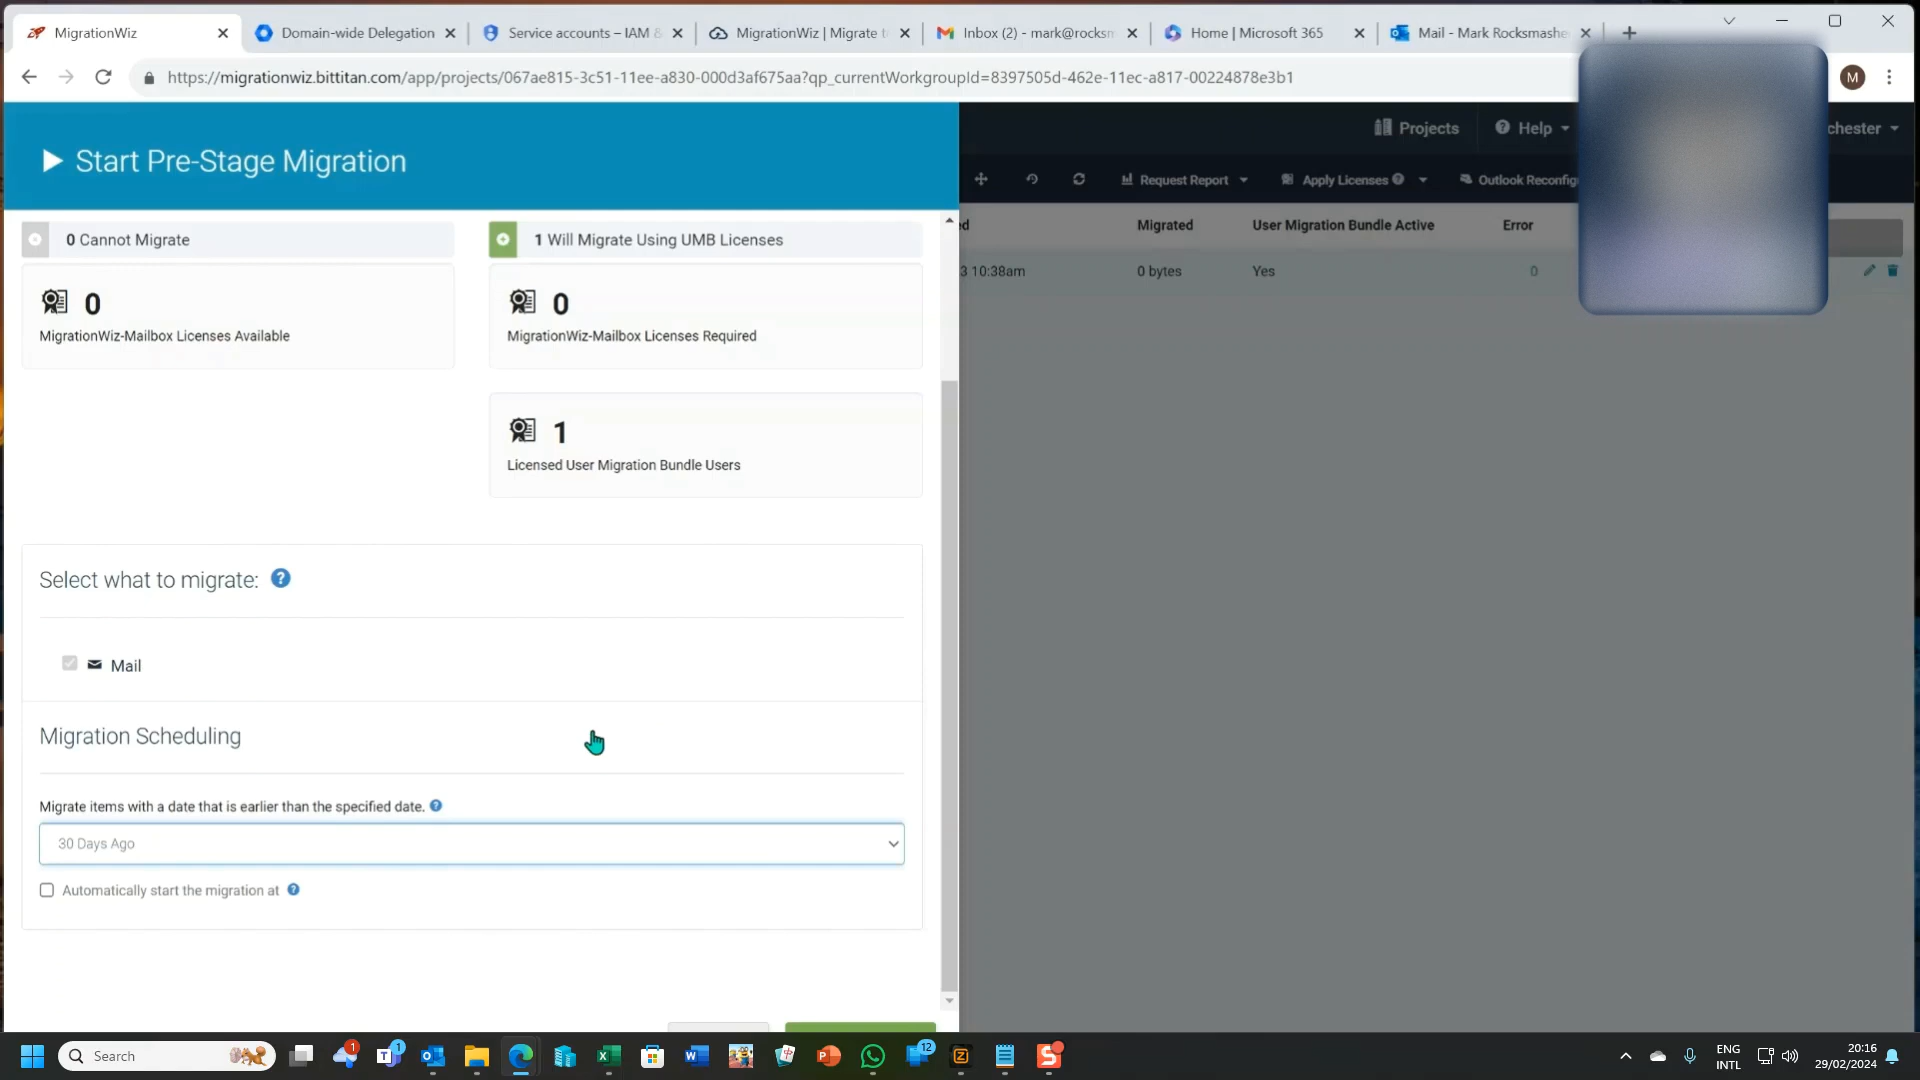 MigrationWiz
Domain-wide Delegation
Service accounts – IAM &
MigrationWiz | Migrate t
Inbox (2) - mark@rocksm
Home | Microsoft 365
Mail - Mark Rocksmashe
https://migrationwiz.bittitan.com/app/projects/067ae815-3c51-11ee-a830-000d3af675aa?qp_currentWorkgroupId=8397505d-462e-11ec-a817-00224878e3b1
M
Projects
Help
chester
Start Pre-Stage Migration
Request Report
Apply Licenses
Outlook Reconfig
ed
Migrated
User Migration Bundle Active
Error
3 10:38am
0 bytes
Yes
0
0 Cannot Migrate
1 Will Migrate Using UMB Licenses
0
MigrationWiz-Mailbox Licenses Available
0
MigrationWiz-Mailbox Licenses Required
1
Licensed User Migration Bundle Users
Select what to migrate:
Mail
Migration Scheduling
Migrate items with a date that is earlier than the specified date.
30 Days Ago
Automatically start the migration at
Search
1
1
12
ENG
INTL
20:16
29/02/2024